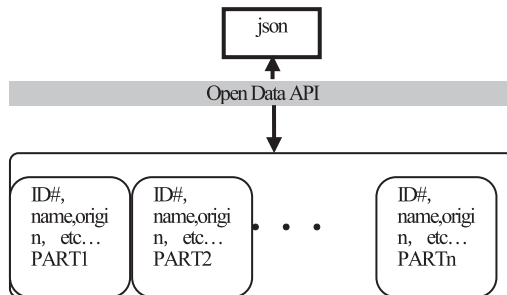 json
Open Data API
ID#,
name,origi
n, etc…
PART1
ID#,
name,origi
n, etc…
PART2
• • •
ID#,
name,origi
n, etc…
PARTn